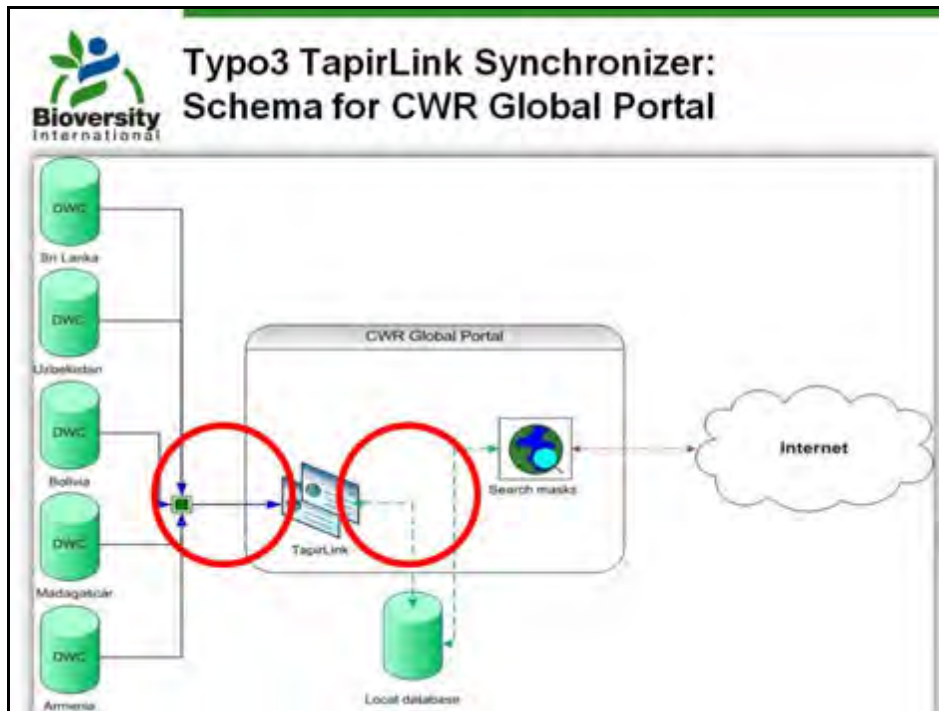 Bioversity
International
Typo3 TapirLink Synchronizer:
Schema for CWR Global Portal
DWC
Sri Lanka
DWC
Uzbekistan
DWC
Bolivia
DWC
Madagascar
DWC
Armenia
CWR Global Portal
TapirLink
Search masks
Internet
Local database